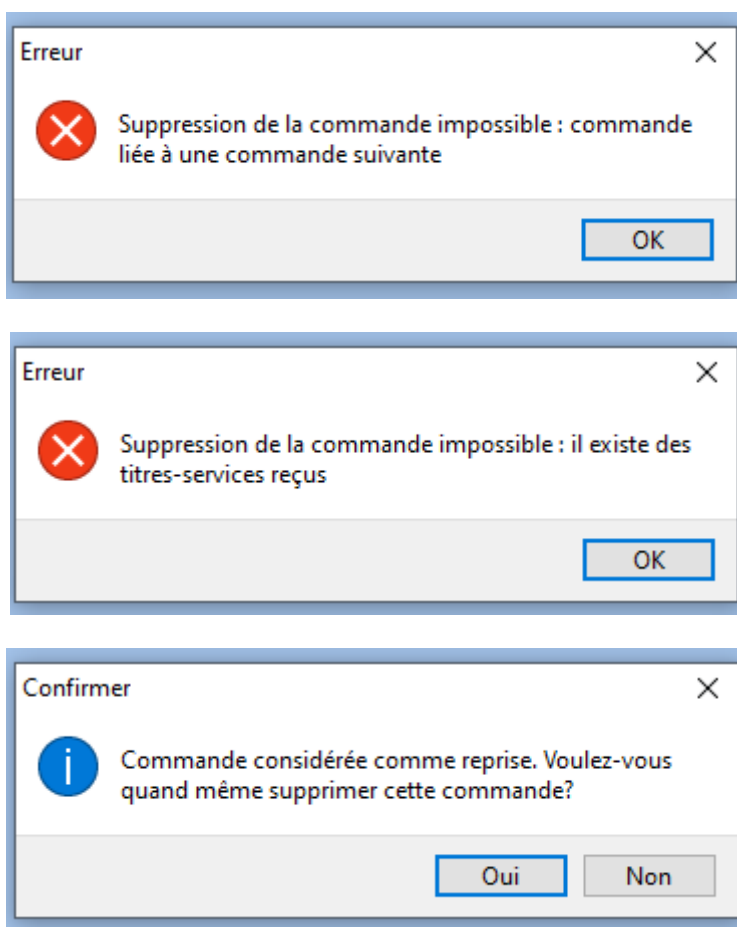 Erreur
Suppression de la commande impossible : commande
liée à une commande suivante
OK
Erreur
Suppression de la commande impossible : il existe des
titres-services reçus
OK
Confirmer
Commande considérée comme reprise. Voulez-vous
quand même supprimer cette commande?
Oui Non